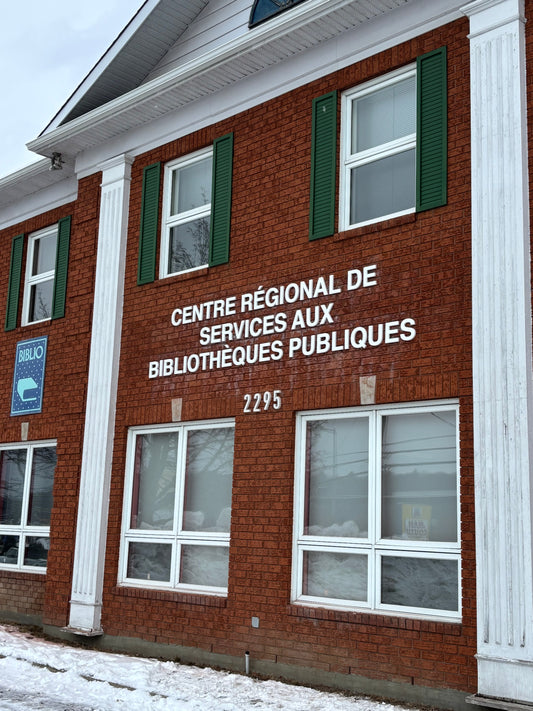 CENTRE RÉGIONAL DE
SERVICES AUX
BIBLIOTHÈQUES PUBLIQUES
2295
BIBLIO